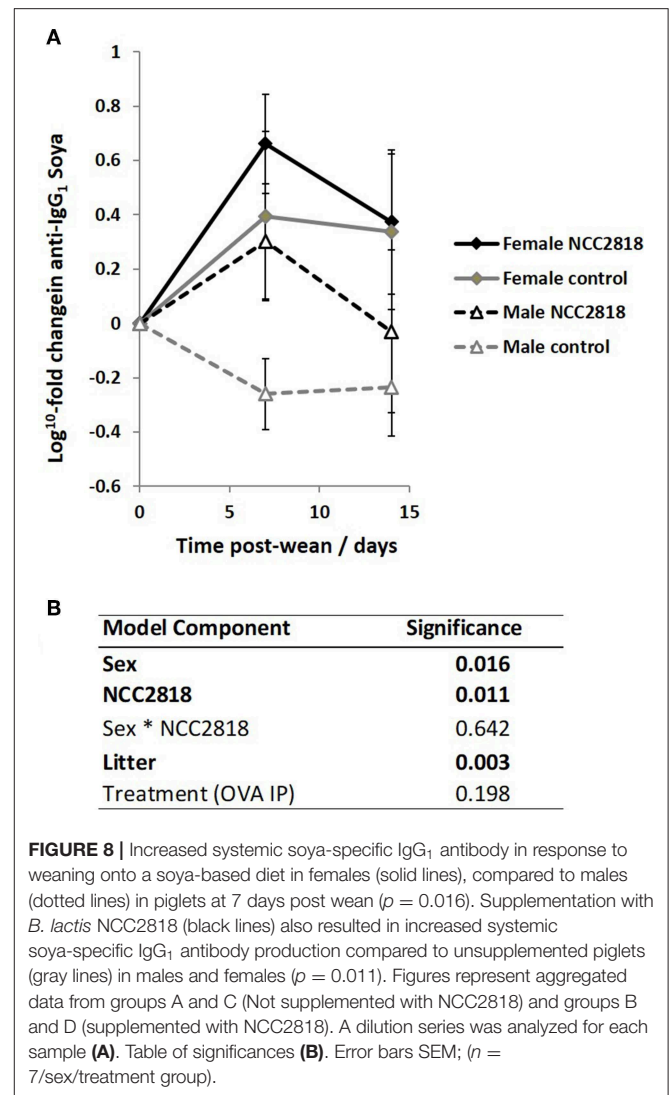 A
1
0.8
0.6
0.4
0.2
0
-0.2
-0.4
-0.6
Log10-fold changein anti-IgG1 Soya
0
5
10
15
Time post-wean / days
Female NCC2818
Female control
Male NCC2818
Male control
B
Model Component Significance
Sex 0.016
NCC2818 0.011
Sex * NCC2818 0.642
Litter 0.003
Treatment (OVA IP) 0.198
FIGURE 8 | Increased systemic soya-specific IgG1 antibody in response to
weaning onto a soya-based diet in females (solid lines), compared to males
(dotted lines) in piglets at 7 days post wean (p = 0.016). Supplementation with
B. lactis NCC2818 (black lines) also resulted in increased systemic
soya-specific IgG1 antibody production compared to unsupplemented piglets
(gray lines) in males and females (p = 0.011). Figures represent aggregated
data from groups A and C (Not supplemented with NCC2818) and groups B
and D (supplemented with NCC2818). A dilution series was analyzed for each
sample (A). Table of significances (B). Error bars SEM; (n =
7/sex/treatment group).